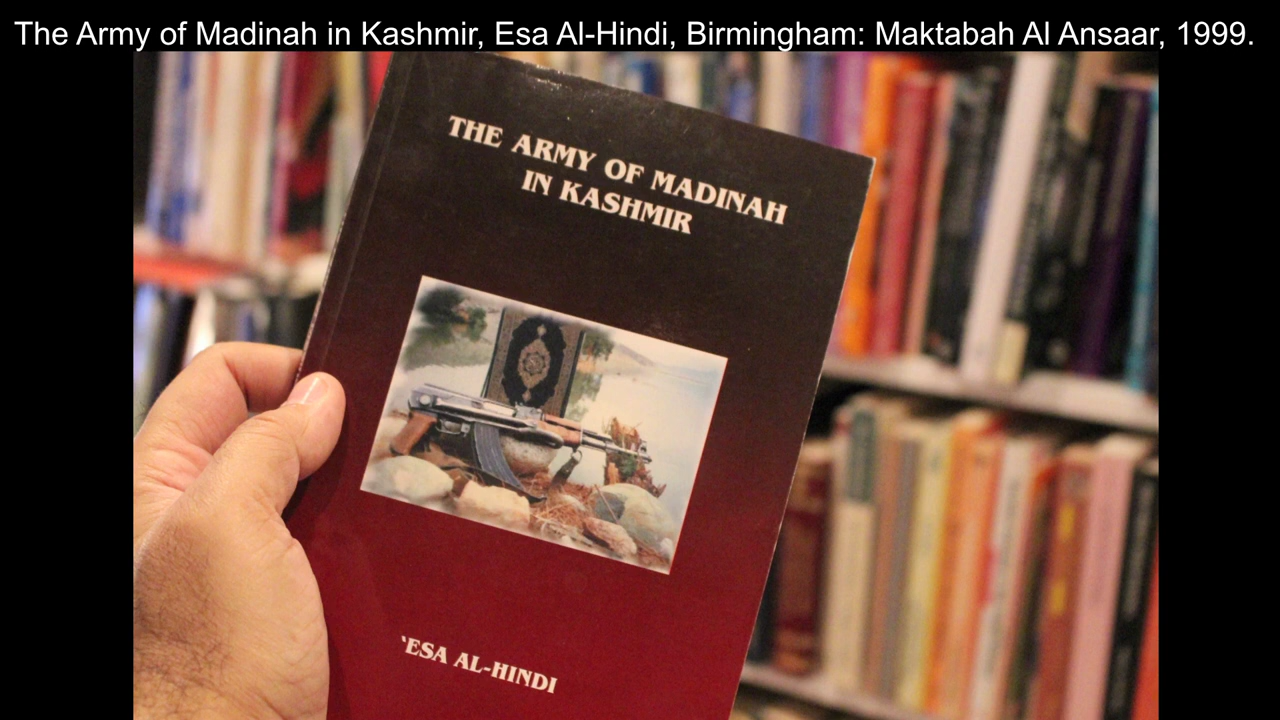 The Army of Madinah in Kashmir, Esa Al-Hindi, Birmingham: Maktabah Al Ansaar, 1999.
THE ARMY OF MADINAH
IN KASHMIR
‛ESA AL-HINDI